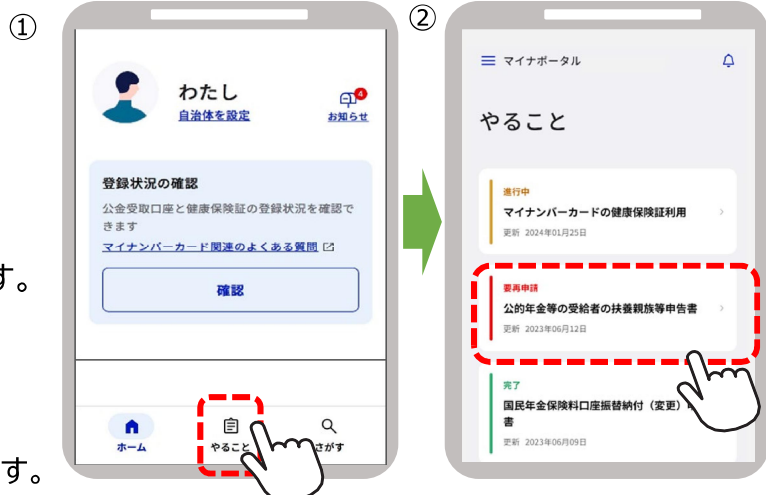 ①
わたし
自治体を設定
4
お知らせ
登録状況の確認
公金受取口座と健康保険証の登録状況を確認で
きます
マイナンバーカード関連のよくある質問
確認
ホーム
やること
さがす
す。
す。
②
マイナポータル
やること
進行中
マイナンバーカードの健康保険証利用
更新 2024年01月25日
要再申請
公的年金等の受給者の扶養親族等申告書
更新 2023年06月12日
完了
国民年金保険料口座振替納付（変更）
書
更新 2023年06月09日